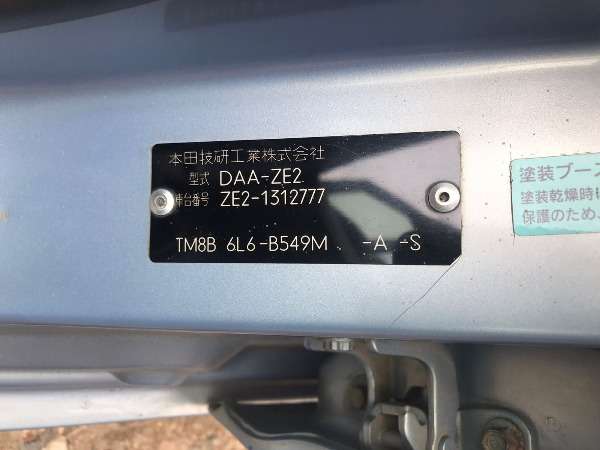 本田技研工業株式会社
型式 DAA-ZE2
車台番号 ZE2-1312777
TM8B 6L6-B549M -A -S
塗装ブース
塗装乾燥時に
保護のため、